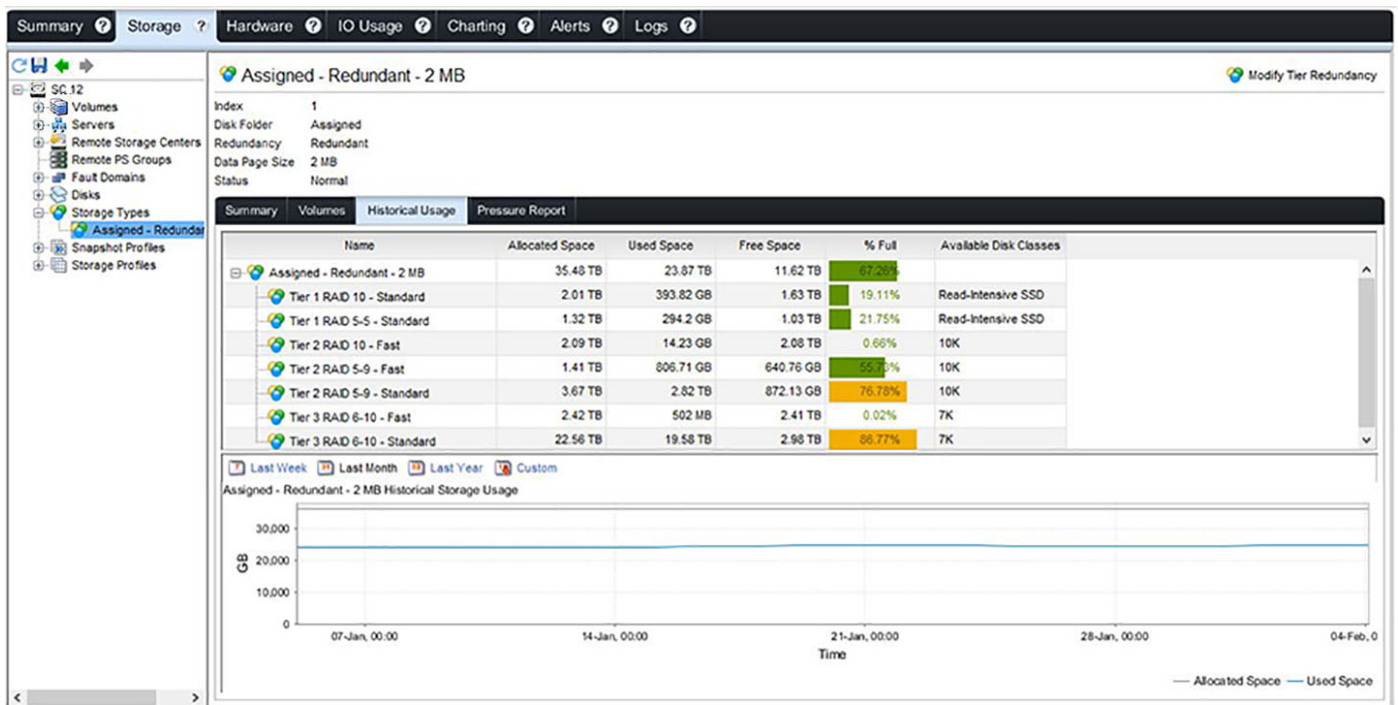 Summary ? Storage ? Hardware ? IO Usage ? Charting ? Alerts ? Logs ?
SC 12
Volumes
Servers
Remote Storage Centers
Remote PS Groups
Fault Domains
Disks
Storage Types
Assigned - Redundar
Snapshot Profiles
Storage Profiles
Assigned - Redundant - 2 MB
Modify Tier Redundancy
Index 1
Disk Folder Assigned
Redundancy Redundant
Data Page Size 2 MB
Status Normal
Summary Volumes Historical Usage Pressure Report
Name Allocated Space Used Space Free Space % Full Available Disk Classes
Assigned - Redundant - 2 MB 35.48 TB 23.87 TB 11.62 TB 67.26%
Tier 1 RAID 10 - Standard 2.01 TB 393.82 GB 1.63 TB 19.11% Read-Intensive SSD
Tier 1 RAID 5-5 - Standard 1.32 TB 294.2 GB 1.03 TB 21.75% Read-Intensive SSD
Tier 2 RAID 10 - Fast 2.09 TB 14.23 GB 2.08 TB 0.66% 10K
Tier 2 RAID 5-9 - Fast 1.41 TB 806.71 GB 640.76 GB 55.73% 10K
Tier 2 RAID 5-9 - Standard 3.67 TB 2.82 TB 872.13 GB 76.78% 10K
Tier 3 RAID 6-10 - Fast 2.42 TB 502 MB 2.41 TB 0.02% 7K
Tier 3 RAID 6-10 - Standard 22.56 TB 19.58 TB 2.98 TB 86.77% 7K
Last Week Last Month Last Year Custom
Assigned - Redundant - 2 MB Historical Storage Usage
30,000
20,000
10,000
0
GB
07-Jan, 00:00 14-Jan, 00:00 21-Jan, 00:00 28-Jan, 00:00 04-Feb, 0
Time
Allocated Space Used Space